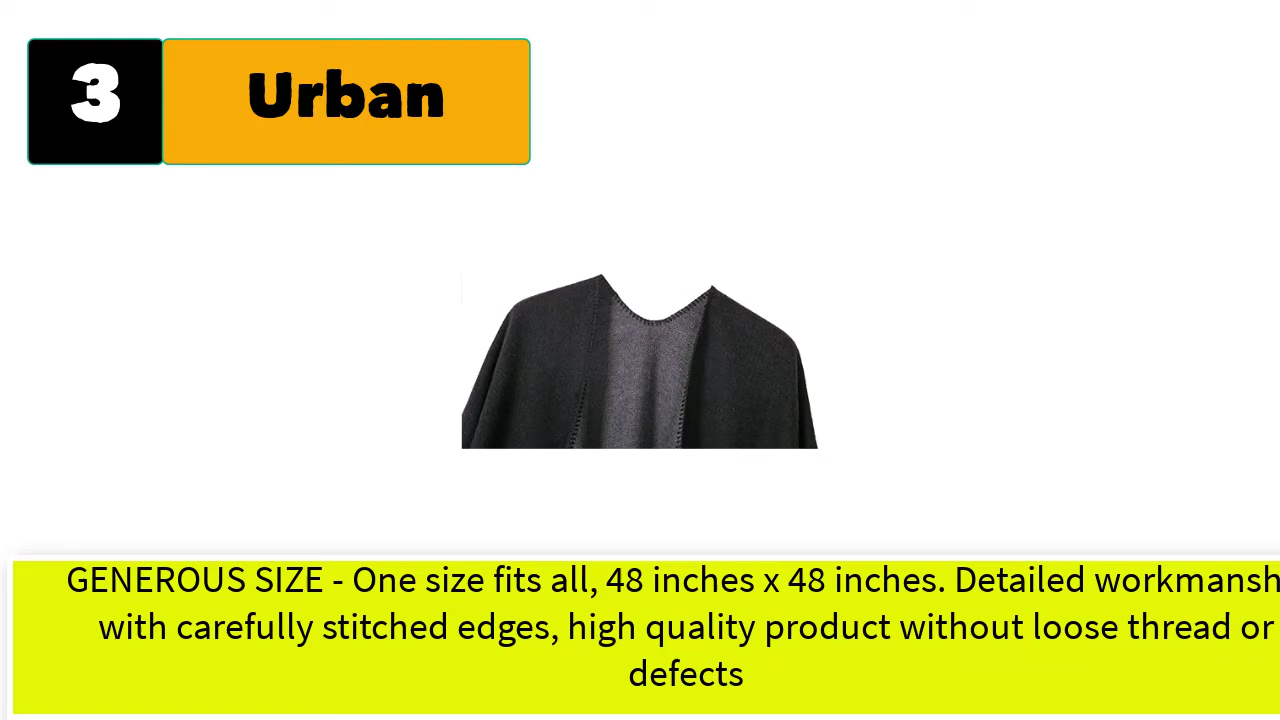 3
Urban
GENEROUS SIZE - One size fits all, 48 inches x 48 inches. Detailed workmansh
with carefully stitched edges, high quality product without loose thread or
defects